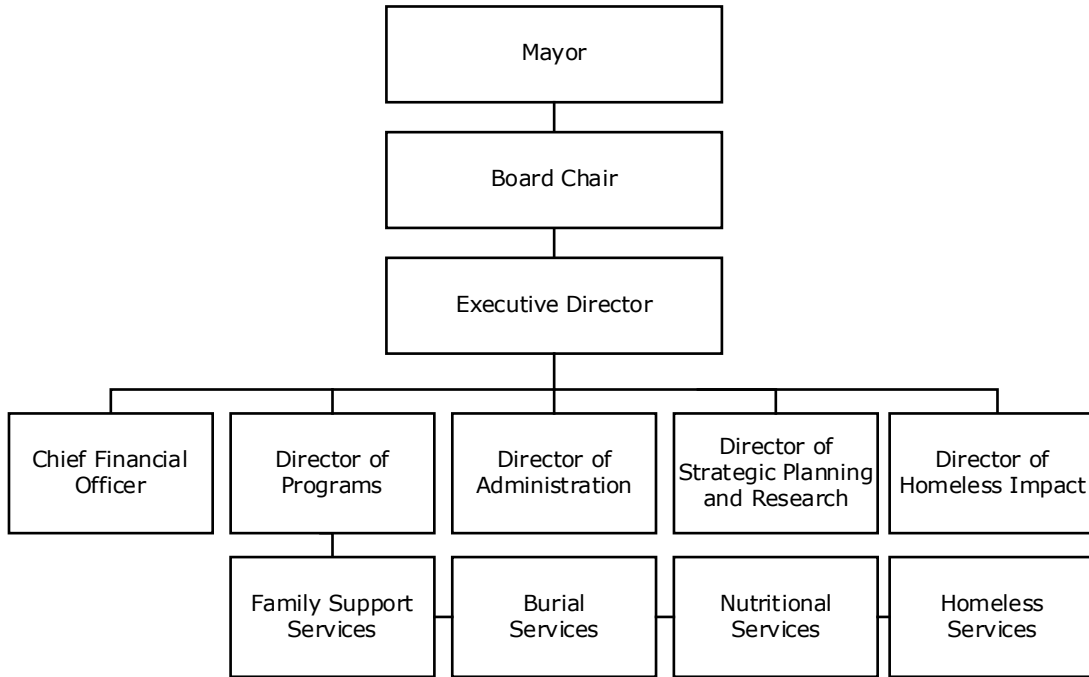 Mayor
Board Chair
Executive Director
Chief Financial
Officer
Director of
Programs
Director of
Administration
Director of
Strategic Planning
and Research
Director of
Homeless Impact
Family Support
Services
Burial
Services
Nutritional
Services
Homeless
Services